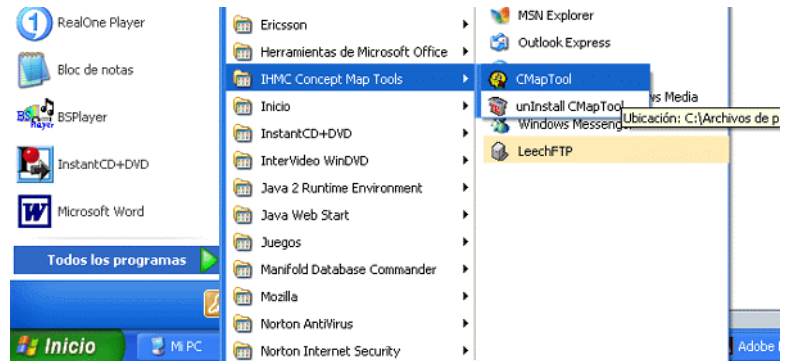 RealOne Player
Bloc de notas
BSPlayer
InstantCD+DVD
Microsoft Word
Todos los programas
Inicio
Mi PC
Ericsson
Herramientas de Microsoft Office
IHMC Concept Map Tools
Inicio
InstantCD+DVD
InterVideo WinDVD
Java 2 Runtime Environment
Java Web Start
Juegos
Manifold Database Commander
Mozilla
Norton AntiVirus
Norton Internet Security
MSN Explorer
Outlook Express
CMapTool
unInstall CMapTool
ws Media
Ubicación: C:\Archivos de p
Windows Messenger
LeechFTP
Adobe